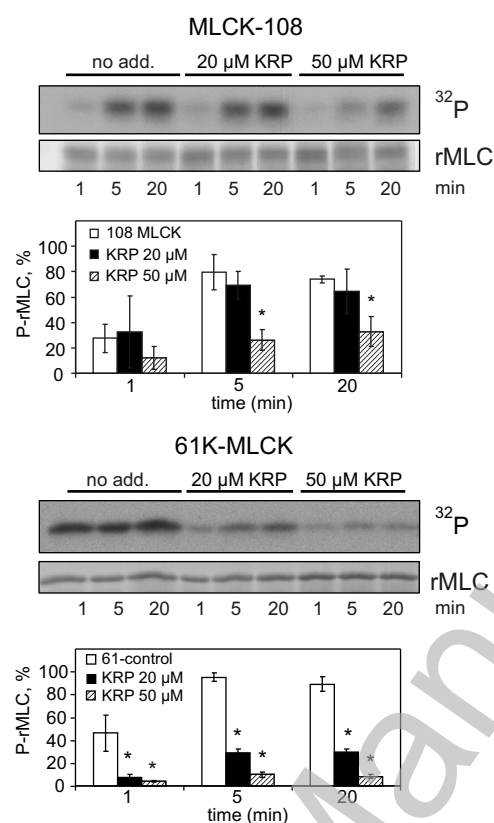 MLCK-108
no add. 20 µM KRP 50 µM KRP
32P
rMLC
1 5 20 1 5 20 1 5 20 min
P-rMLC, %
100
80
60
40
20
0
108 MLCK
KRP 20 µM
KRP 50 µM
* *
1 5 20
time (min)
61K-MLCK
no add. 20 µM KRP 50 µM KRP
32P
rMLC
1 5 20 1 5 20 1 5 20 min
P-rMLC, %
100
80
60
40
20
0
61-control
KRP 20 µM
KRP 50 µM
* * * * * *
1 5 20
time (min)
Man